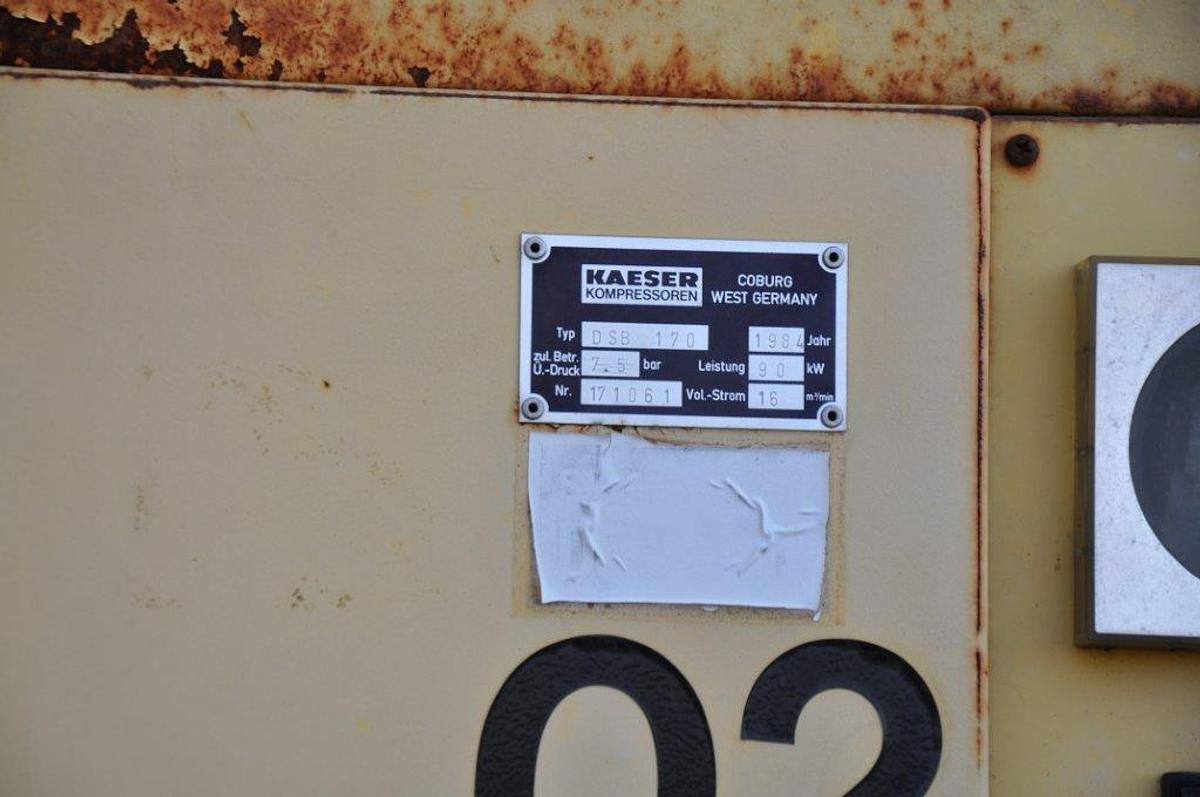 KAESER
KOMPRESSOREN
COBURG
WEST GERMANY
Typ DSB 170 1984 Jahr
zul. Betr.
Ü.-Druck 7.5 bar Leistung 90 kW
Nr. 171061 Vol.-Strom 16 m³/min
02